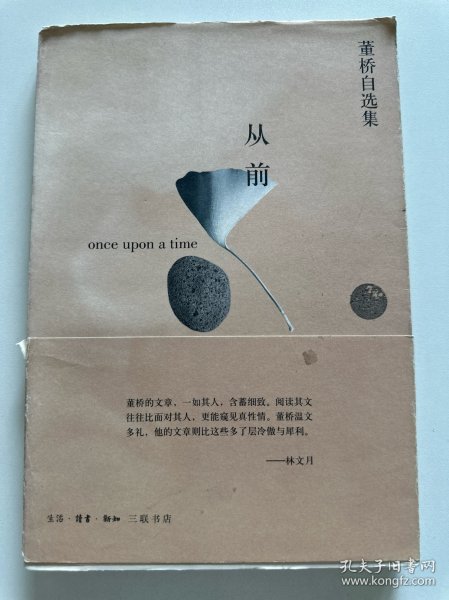 董桥自选集
从前
once upon a time
董桥的文章，一如其人，含蓄细致。阅读其文
往往比面对其人，更能窥见真性情。董桥温文
多礼，他的文章则比这些多了层冷傲与犀利。
——林文月
生活·读书·新知 三联书店
孔夫子旧书网
www.kongfz.com